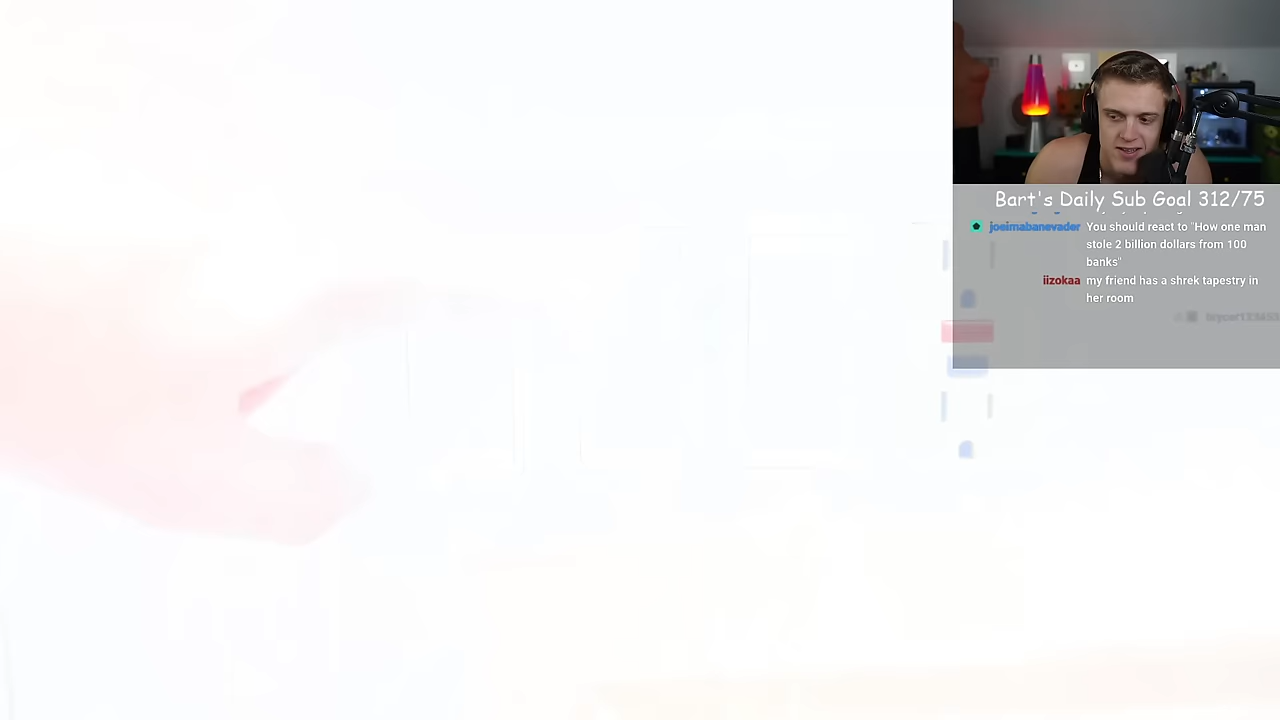 Bart's Daily Sub Goal 312/75
joeimabanevader You should react to "How one man
stole 2 billion dollars from 100
banks"
iizokaa my friend has a shrek tapestry in
her room